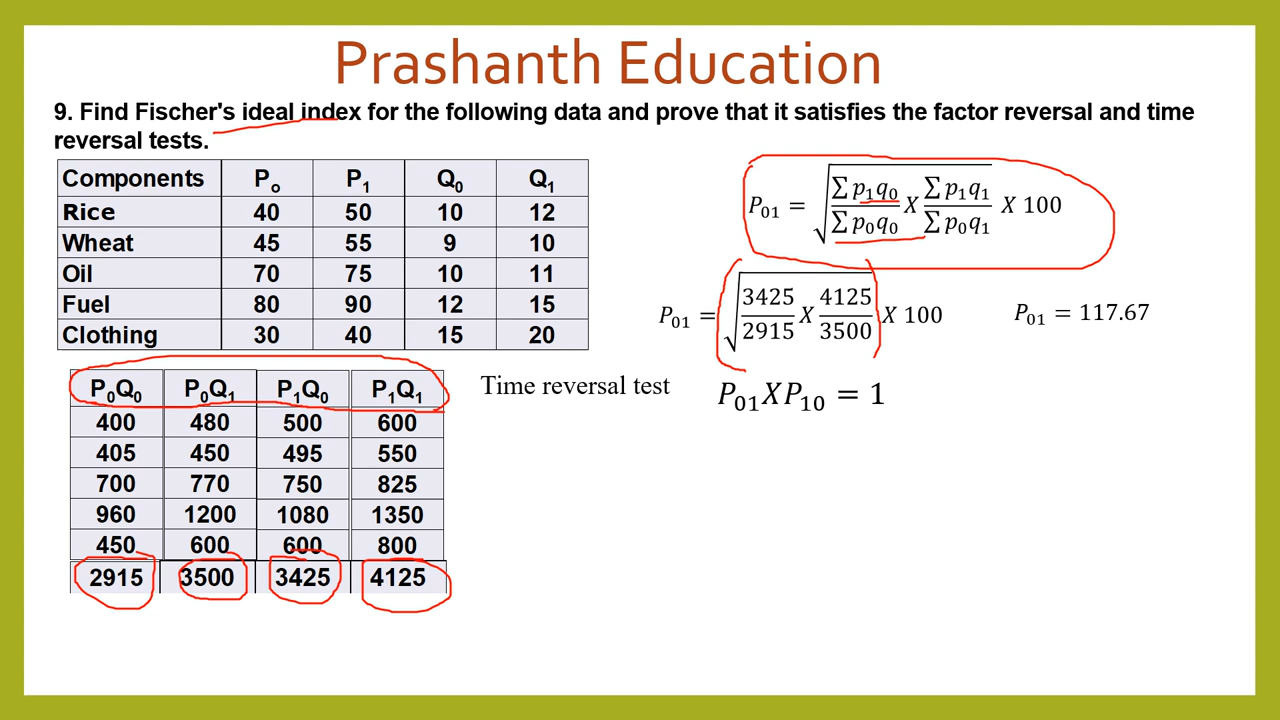 Prashanth Education
9. Find Fischer's ideal index for the following data and prove that it satisfies the factor reversal and time
reversal tests.
Components Pₒ P₁ Q₀ Q₁
Rice 40 50 10 12
Wheat 45 55 9 10
Oil 70 75 10 11
Fuel 80 90 12 15
Clothing 30 40 15 20
P₀₁ = √(∑ p₁q₀ / ∑ p₀q₀ X ∑ p₁q₁ / ∑ p₀q₁) X 100
P₀₁ = √(3425 / 2915 X 4125 / 3500) X 100
P₀₁ = 117.67
P₀Q₀ P₀Q₁ P₁Q₀ P₁Q₁
400 480 500 600
405 450 495 550
700 770 750 825
960 1200 1080 1350
450 600 600 800
2915 3500 3425 4125
Time reversal test
P₀₁XP₁₀ = 1